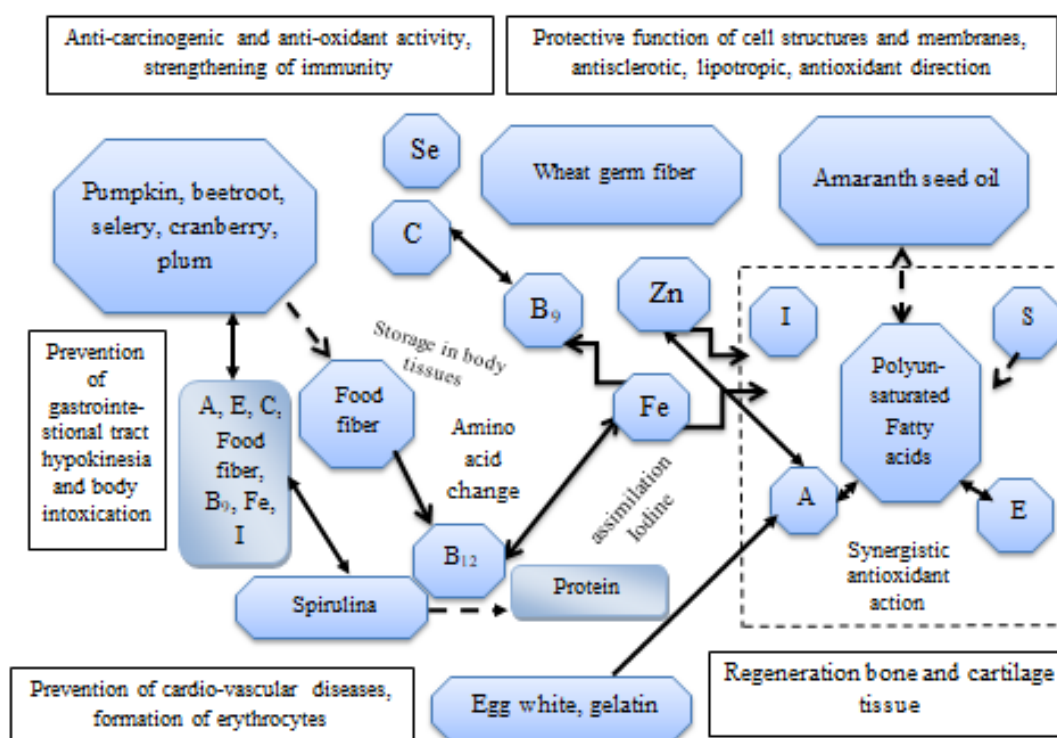 Anti-carcinogenic and anti-oxidant activity,
strengthening of immunity
Protective function of cell structures and membranes,
antisclerotic, lipotropic, antioxidant direction
Se
Wheat germ fiber
Amaranth seed oil
Pumpkin, beetroot,
selery, cranberry,
plum
C
B₉
Zn
I
S
Storage in body
tissues
Polyun-
saturated
Fatty
acids
Prevention
of
gastrointe-
estional tract
hypokinesia
and body
intoxication
A, E, C,
Food
fiber,
B₉, Fe,
I
Food
fiber
Fe
Amino
acid
change
assimilation
Iodine
A
E
B₁₂
Synergistic
antioxidant
action
Spirulina
Protein
Prevention of cardio-vascular diseases,
formation of erythrocytes
Egg white, gelatin
Regeneration bone and cartilage
tissue